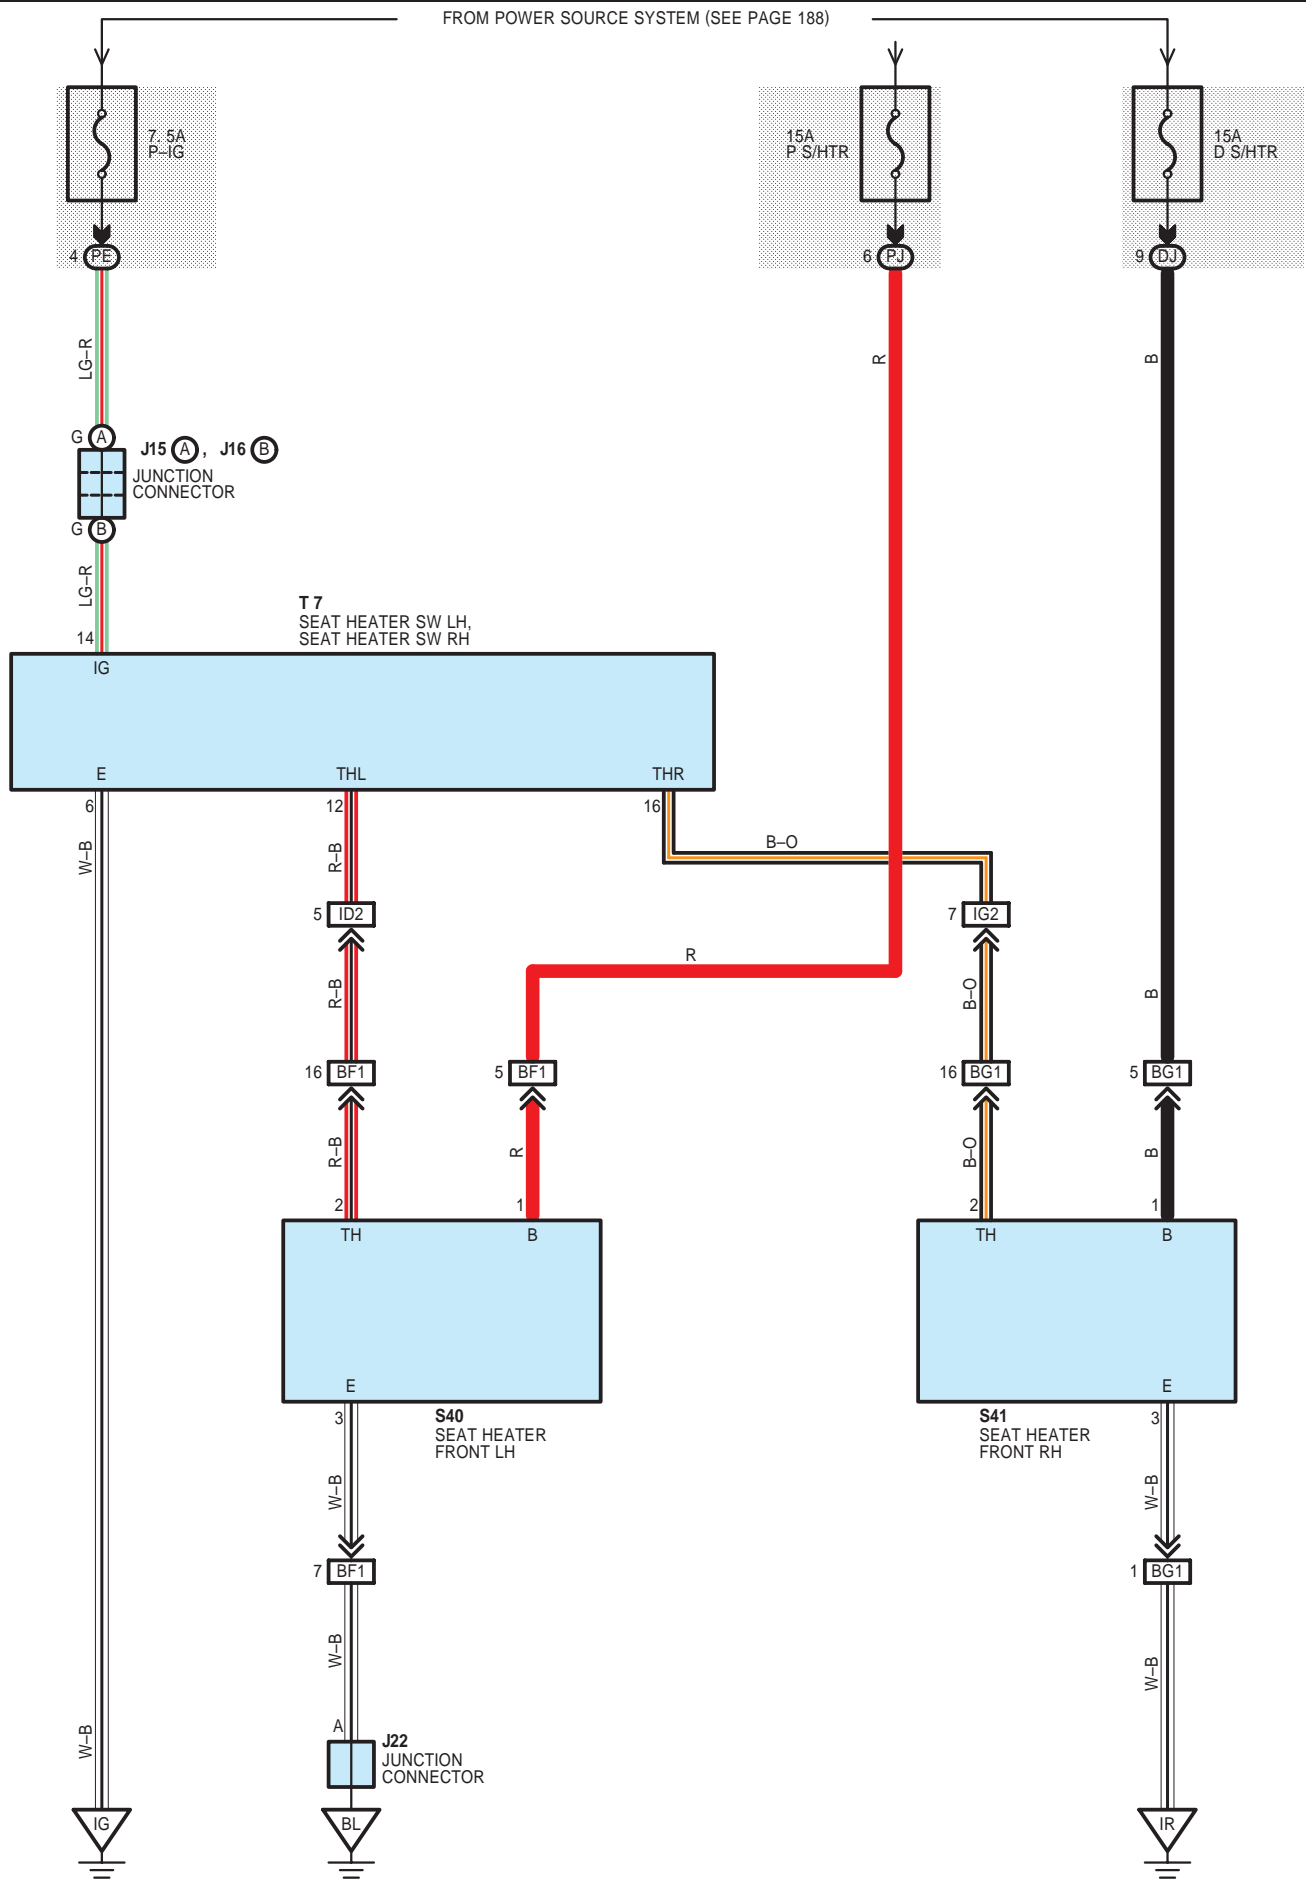 FROM POWER SOURCE SYSTEM (SEE PAGE 188)
7. 5A
P–IG
15A
P S/HTR
15A
D S/HTR
4 PE
6 PJ
9 DJ
LG–R
R
B
G A
J15 A , J16 B
JUNCTION
CONNECTOR
G B
LG–R
T 7
SEAT HEATER SW LH,
SEAT HEATER SW RH
14
IG
E THL THR
6 12 16
W–B
R–B
B–O
5 ID2
7 IG2
R
R–B
B–O
B
16 BF1
5 BF1
16 BG1
5 BG1
R–B
R
B–O
B
2 1 2 1
TH B TH B
E E
3
S40
SEAT HEATER
FRONT LH
S41
SEAT HEATER
FRONT RH
3
W–B
W–B
7 BF1
1 BG1
W–B
W–B
W–B
A
J22
JUNCTION
CONNECTOR
IG BL IR